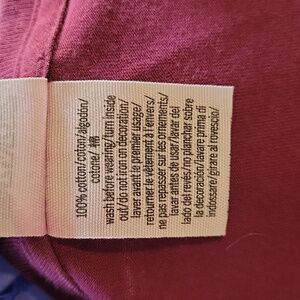 100% cotton/coton/algodón/
cotone/ 棉
wash before wearing/turn inside
out/do not iron on decoration/
laver avant le premier usage/
retourner le vêtement à l'envers/
ne pas repasser sur les ornements/
lavar antes de usar/lavar del
lado del revés/no planchar sobre
la decoración/lavare prima di
indossare/girare al rovescio/